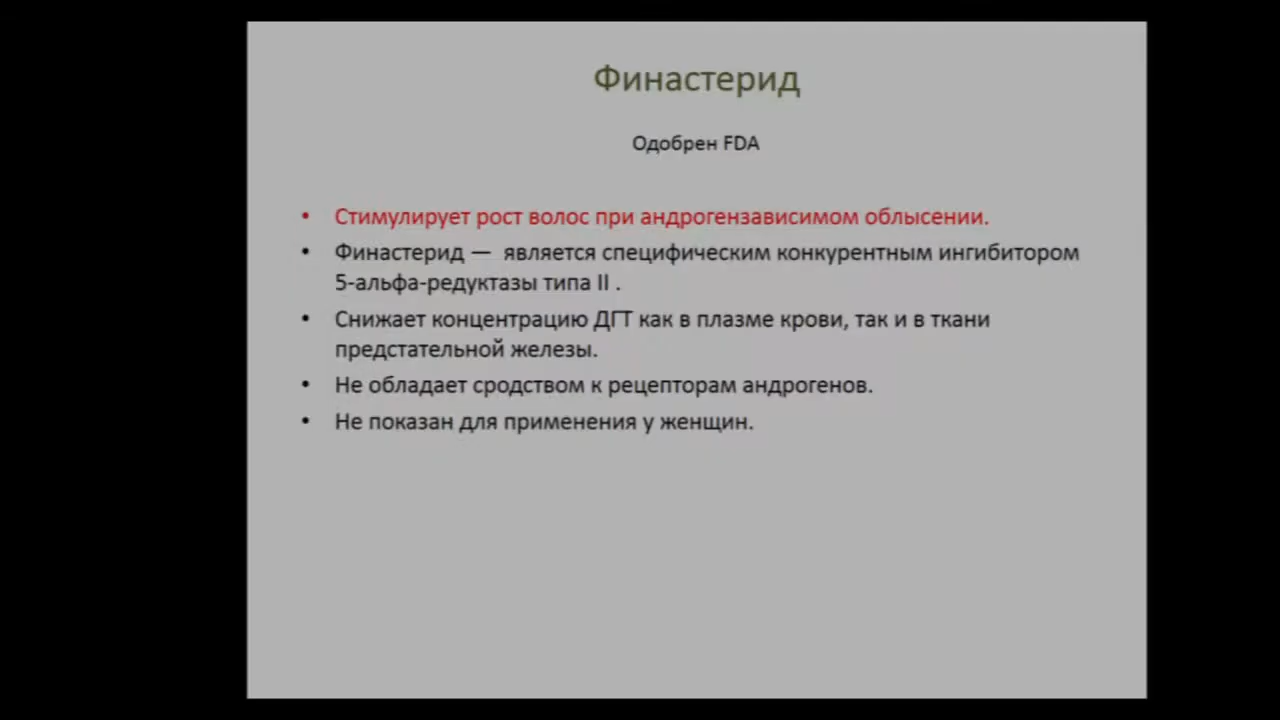 Финастерид
Одобрен FDA
• Стимулирует рост волос при андрогензависимом облысении.
• Финастерид — является специфическим конкурентным ингибитором
5-альфа-редуктазы типа II .
• Снижает концентрацию ДГТ как в плазме крови, так и в ткани
предстательной железы.
• Не обладает сродством к рецепторам андрогенов.
• Не показан для применения у женщин.